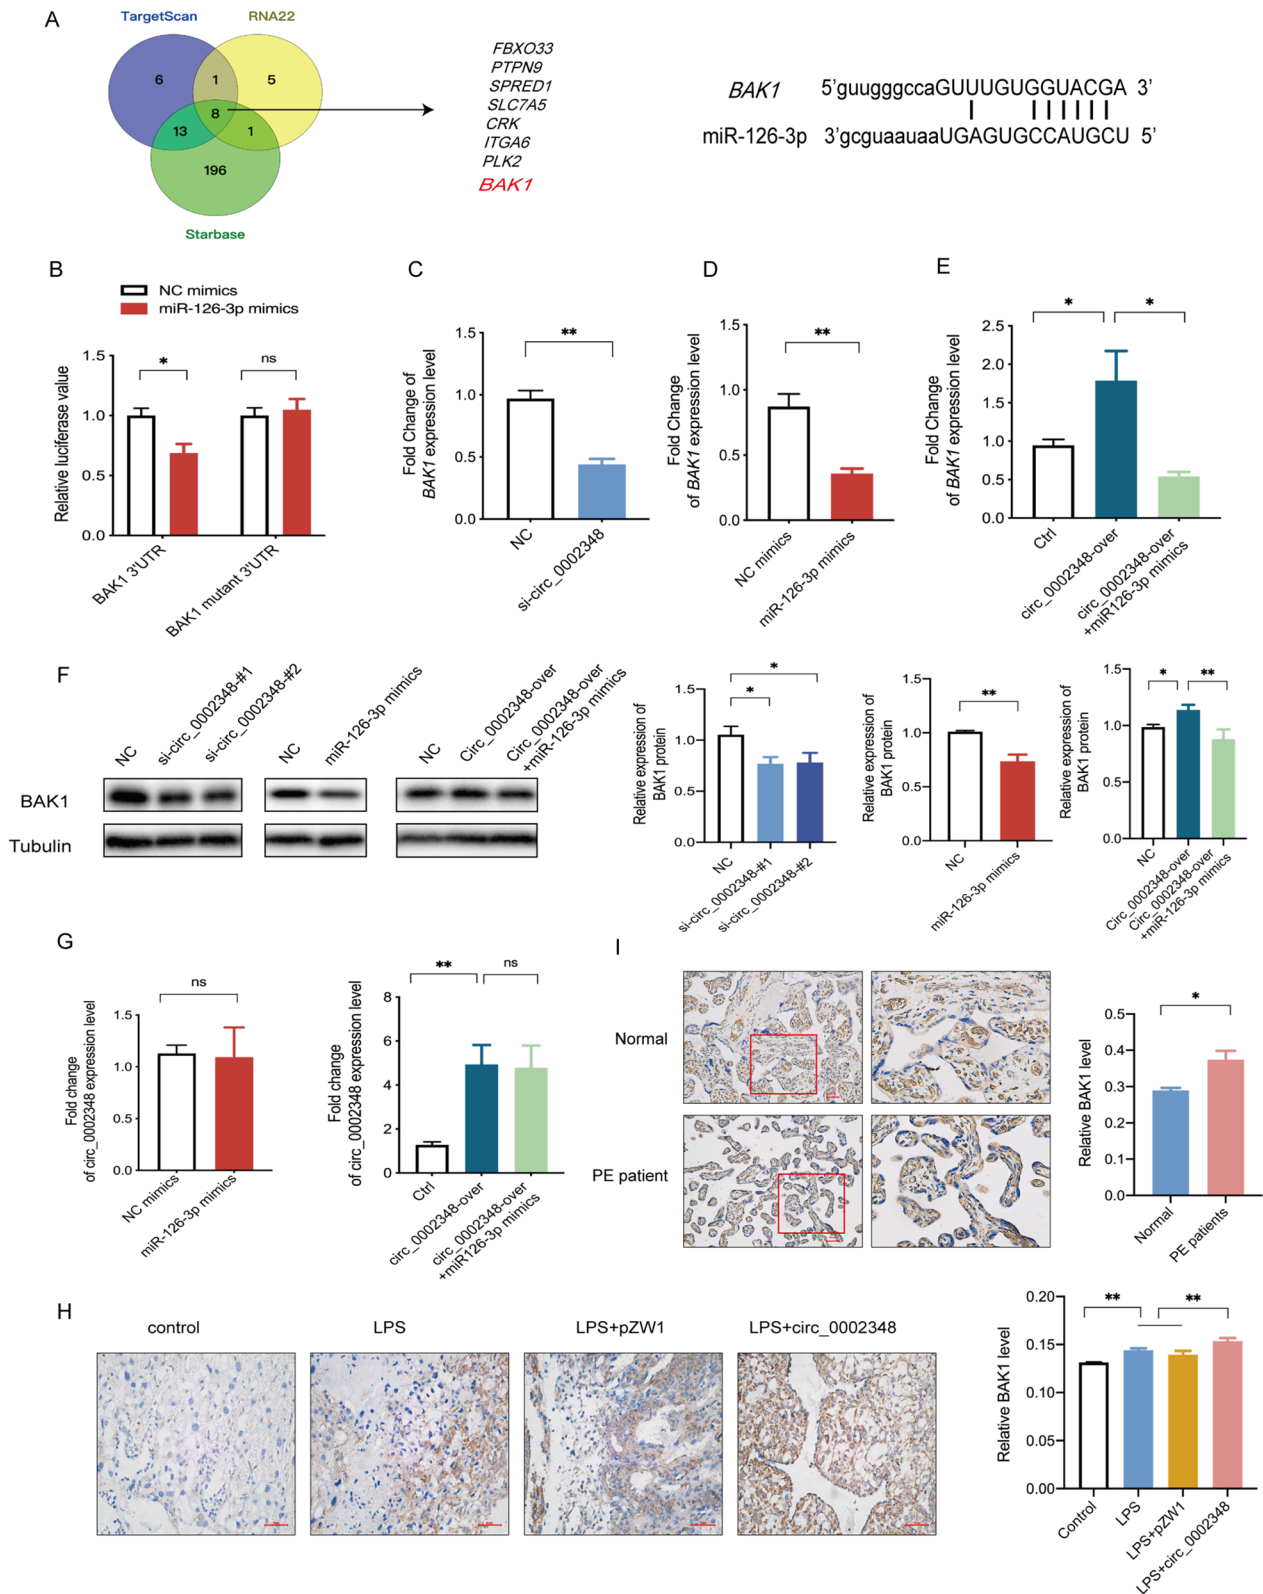 A
TargetScan
RNA22
6
1
5
8
13
1
196
Starbase
FBXO33
PTPN9
SPRED1
SLC7A5
CRK
ITGA6
PLK2
BAK1
BAK1 5'guugggccaGUUUGUGGUACGA 3'
miR-126-3p 3'gcguaauaaUGAGUGCCAUGCU 5'
B
NC mimics
miR-126-3p mimics
Relative luciferase value
1.5
1.0
0.5
0.0
*
ns
BAK1 3'UTR
BAK1 mutant 3'UTR
C
Fold Change of
BAK1 expression level
1.5
1.0
0.5
0.0
**
NC
si-circ_0002348
D
Fold Change
of BAK1 expression level
1.5
1.0
0.5
0.0
**
NC mimics
miR-126-3p mimics
E
Fold Change
of BAK1 expression level
2.5
2.0
1.5
1.0
0.5
0.0
*
*
Ctrl
circ_0002348-over
circ_0002348-over
+miR126-3p mimics
F
NC
si-circ_0002348-#1
si-circ_0002348-#2
NC
miR-126-3p mimics
NC
Circ_0002348-over
Circ_0002348-over
+miR-126-3p mimics
BAK1
Tubulin
Relative expression of
BAK1 protein
1.5
1.0
0.5
0.0
*
*
NC
si-circ_0002348-#1
si-circ_0002348-#2
Relative expression of
BAK1 protein
1.5
1.0
0.5
0.0
**
NC
miR-126-3p mimics
Relative expression of
BAK1 protein
1.5
1.0
0.5
0.0
*
**
NC
Circ_0002348-over
Circ_0002348-over
+miR-126-3p mimics
G
Fold change
of circ_0002348 expression level
1.5
1.0
0.5
0.0
ns
NC mimics
miR-126-3p mimics
Fold change
of circ_0002348 expression level
8
6
4
2
0
**
ns
Ctrl
circ_0002348-over
circ_0002348-over
+miR126-3p mimics
I
Normal
PE patient
Relative BAK1 level
0.5
0.4
0.3
0.2
0.1
0.0
*
Normal
PE patients
H
control
LPS
LPS+pZW1
LPS+circ_0002348
Relative BAK1 level
0.20
0.15
0.10
0.05
0.00
**
**
Control
LPS
LPS+pZW1
LPS+circ_0002348